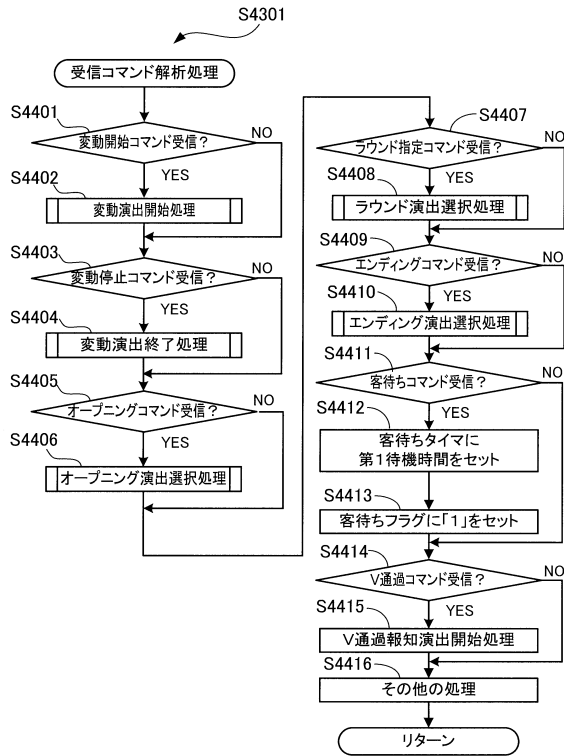 S4301
受信コマンド解析処理
S4401
変動開始コマンド受信？
NO
YES
S4402
変動演出開始処理
S4403
変動停止コマンド受信？
NO
YES
S4404
変動演出終了処理
S4405
オープニングコマンド受信？
NO
YES
S4406
オープニング演出選択処理
S4407
ラウンド指定コマンド受信？
NO
YES
S4408
ラウンド演出選択処理
S4409
エンディングコマンド受信？
NO
YES
S4410
エンディング演出選択処理
S4411
客待ちコマンド受信？
NO
YES
S4412
客待ちタイマに
第１待機時間をセット
S4413
客待ちフラグに「１」をセット
S4414
V通過コマンド受信？
NO
YES
S4415
V通過報知演出開始処理
S4416
その他の処理
リターン